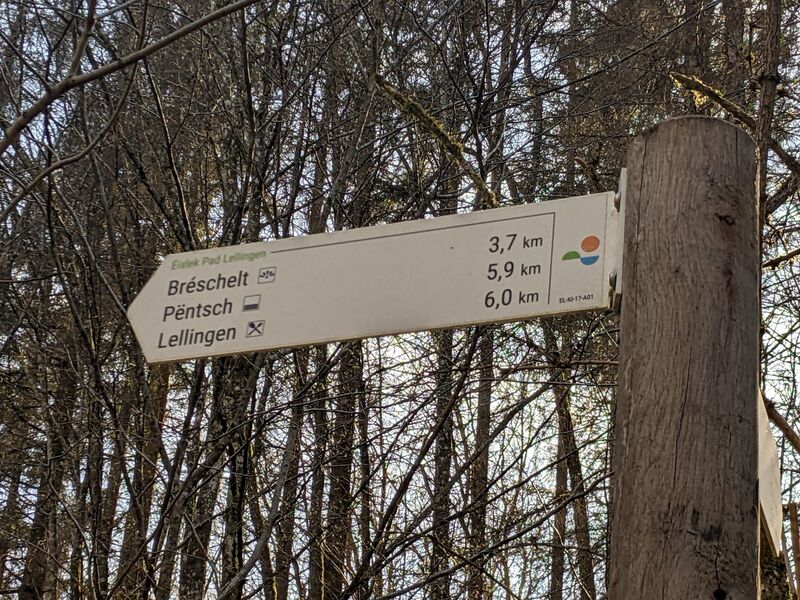 Éislek Pad Lellingen
Bréschelt 3,7 km
Pëntsch 5,9 km
Lellingen 6,0 km
EL-KI-17-A01